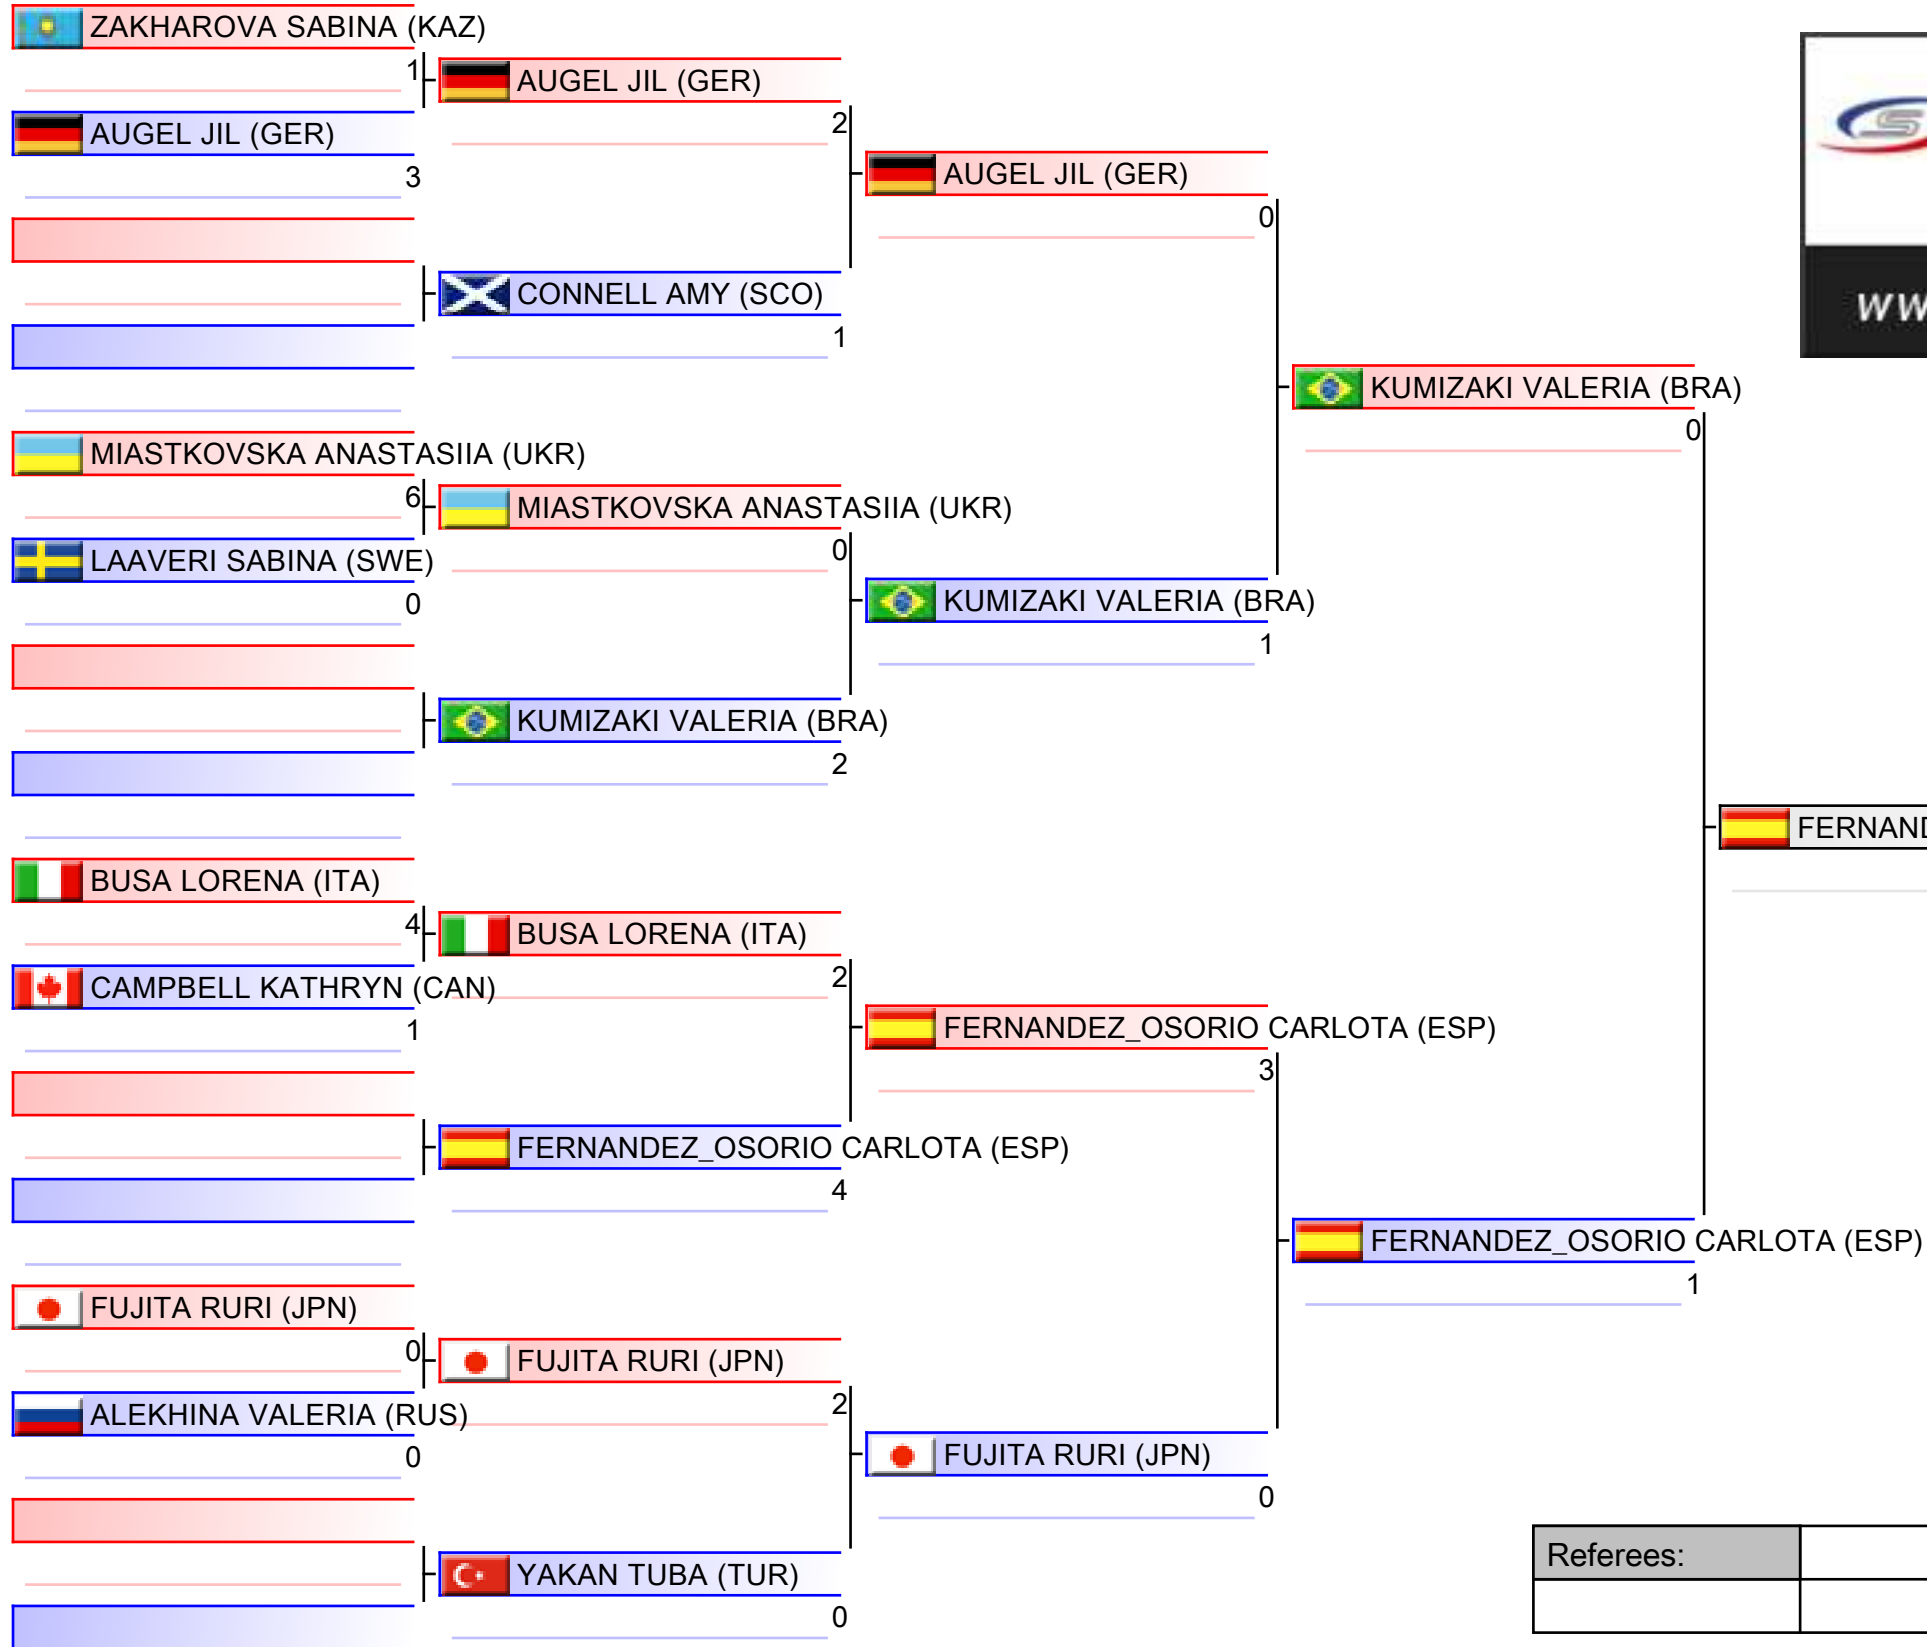 ZAKHAROVA SABINA (KAZ)
1
AUGEL JIL (GER)
3
MIASTKOVSKA ANASTASIIA (UKR)
6
LAAVERI SABINA (SWE)
0
BUSA LORENA (ITA)
4
CAMPBELL KATHRYN (CAN)
1
FUJITA RURI (JPN)
0
ALEKHINA VALERIA (RUS)
0
AUGEL JIL (GER)
2
CONNELL AMY (SCO)
1
MIASTKOVSKA ANASTASIIA (UKR)
0
KUMIZAKI VALERIA (BRA)
2
BUSA LORENA (ITA)
2
FERNANDEZ_OSORIO CARLOTA (ESP)
4
FUJITA RURI (JPN)
2
YAKAN TUBA (TUR)
0
AUGEL JIL (GER)
0
KUMIZAKI VALERIA (BRA)
1
FERNANDEZ_OSORIO CARLOTA (ESP)
3
FUJITA RURI (JPN)
0
KUMIZAKI VALERIA (BRA)
0
FERNANDEZ_OSORIO CARLOTA (ESP)
1
Referees: